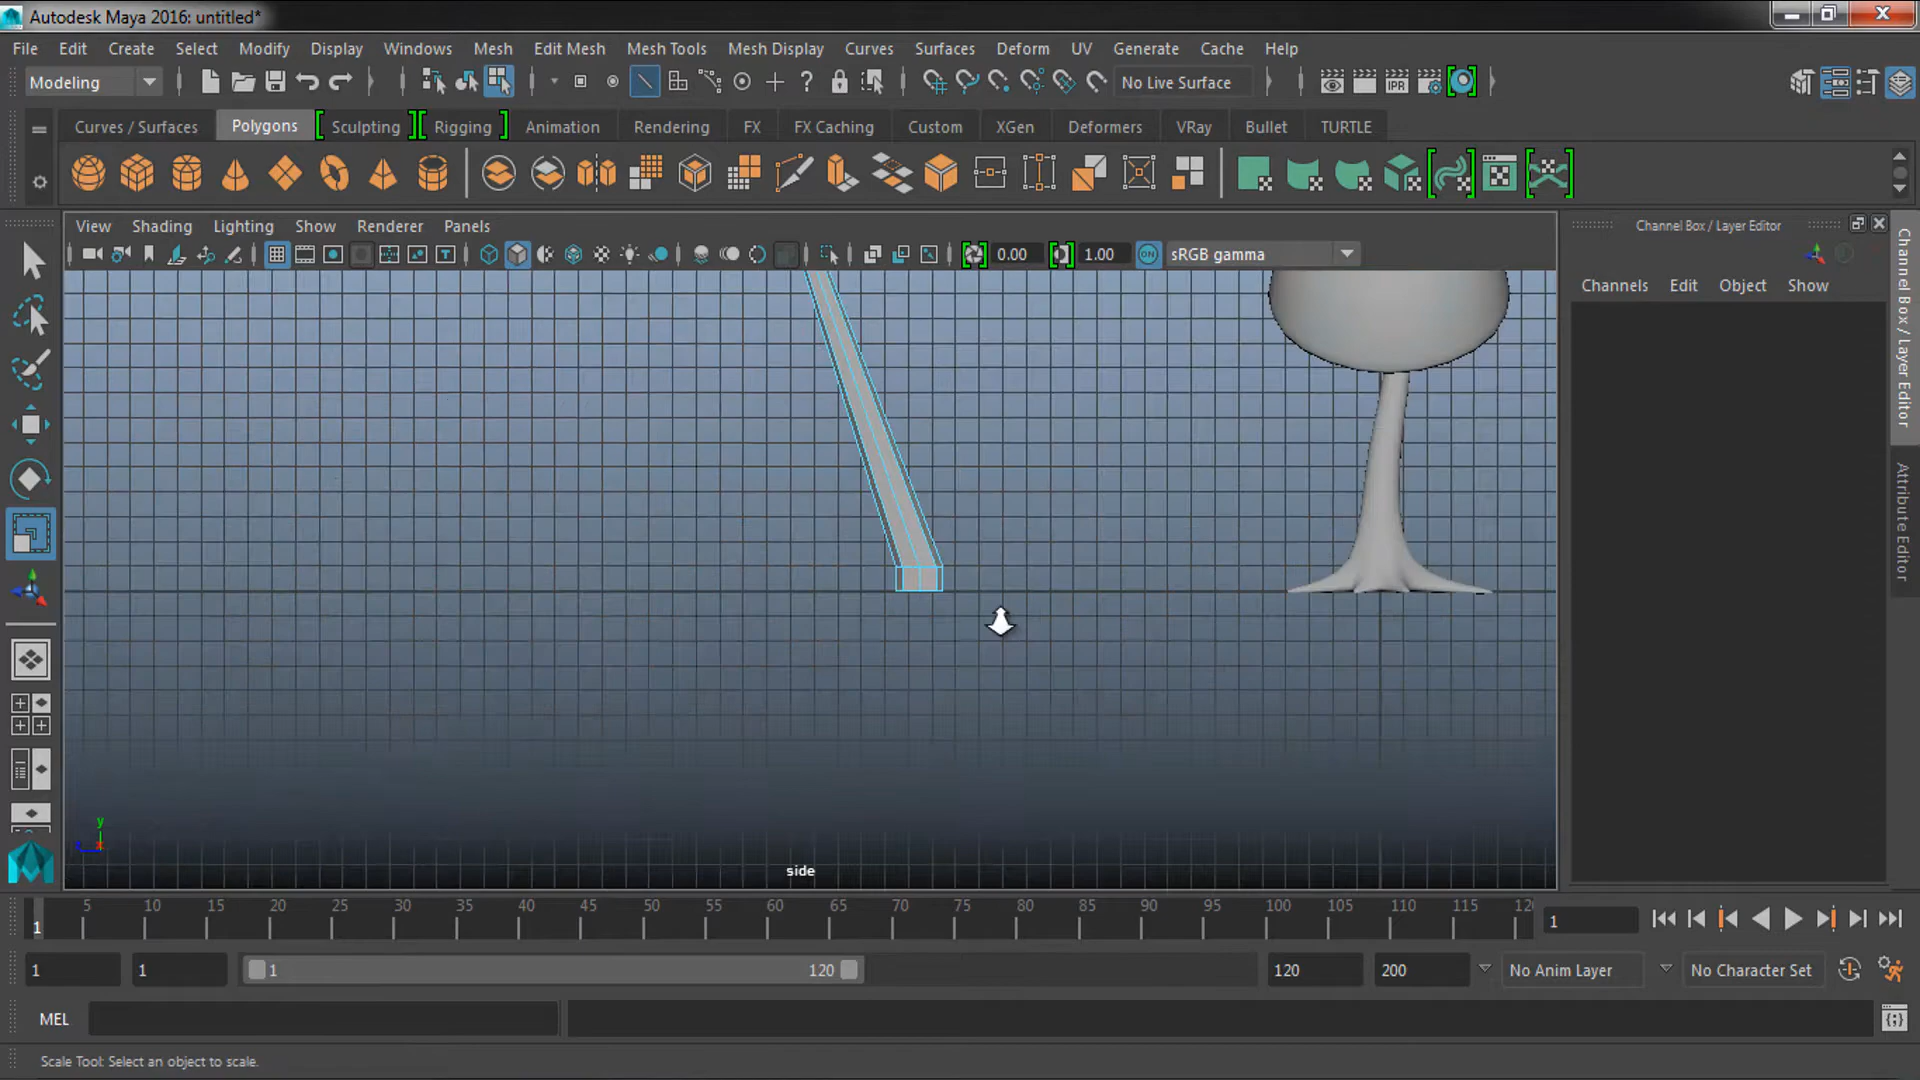 Autodesk Maya 2016: untitled*
File Edit Create Select Modify Display Windows Mesh Edit Mesh Mesh Tools Mesh Display Curves Surfaces Deform UV Generate Cache Help
Modeling No Live Surface IPR
Curves / Surfaces Polygons Sculpting Rigging Animation Rendering FX FX Caching Custom XGen Deformers VRay Bullet TURTLE
View Shading Lighting Show Renderer Panels
Channel Box / Layer Editor
0.00 1.00 ON sRGB gamma
Channels Edit Object Show
Channel Box / Layer Editor
Attribute Editor
y
side
5 10 15 20 25 30 35 40 45 50 55 60 65 70 75 80 85 90 95 100 105 110 115 12
1 1
1 1 1 120 120 200 No Anim Layer No Character Set
MEL
Scale Tool: Select an object to scale.